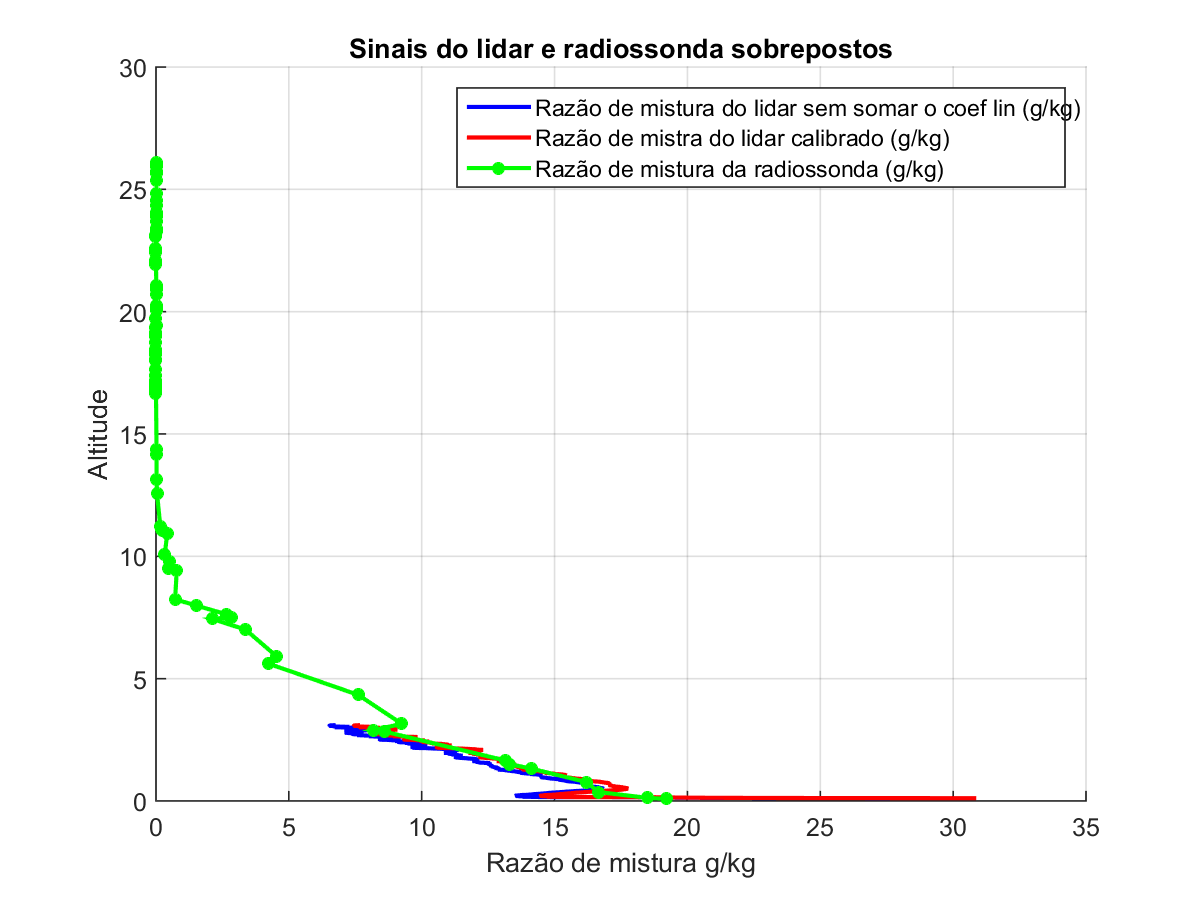 Sinais do lidar e radiossonda sobrepostos
30
Razão de mistura do lidar sem somar o coef lin (g/kg)
Razão de mistra do lidar calibrado (g/kg)
Razão de mistura da radiossonda (g/kg)
25
20
15
10
5
0
Altitude
0 5 10 15 20 25 30 35
Razão de mistura g/kg